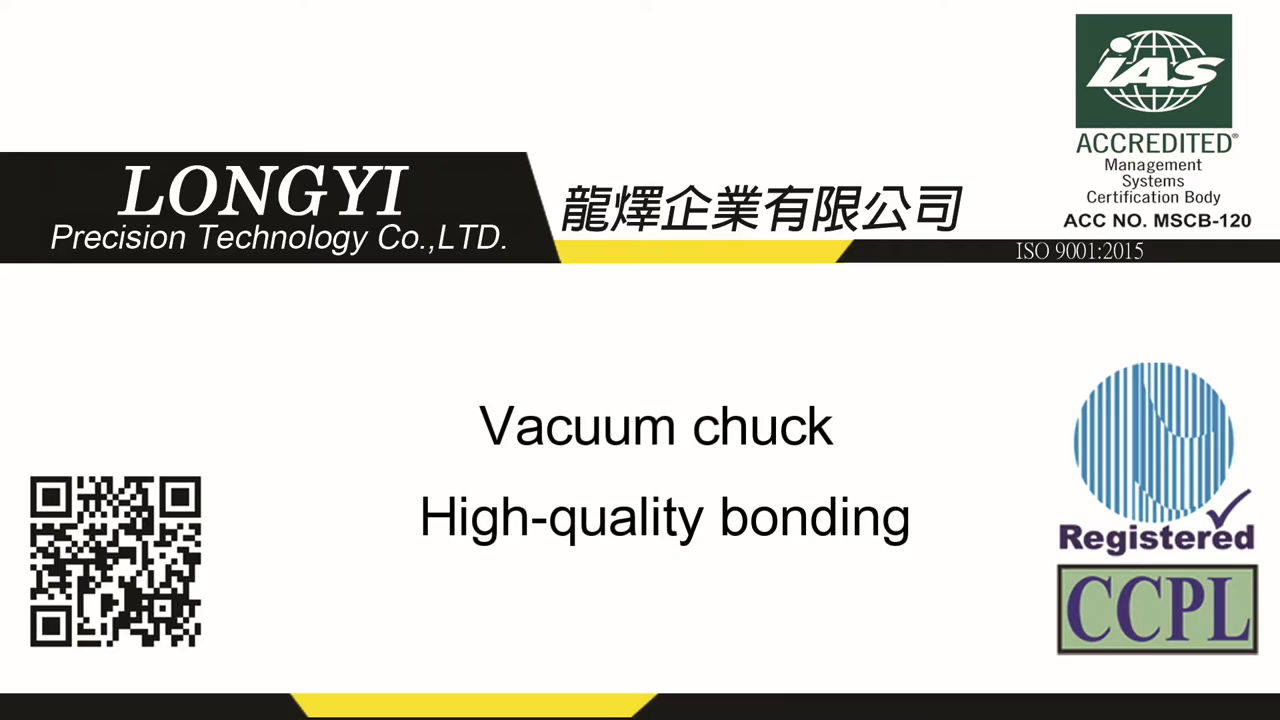 iAS
ACCREDITED®
Management
Systems
Certification Body
ACC NO. MSCB-120
LONGYI
Precision Technology Co.,LTD.
龍燡企業有限公司
ISO 9001:2015
Vacuum chuck
High-quality bonding
Registered
CCPL